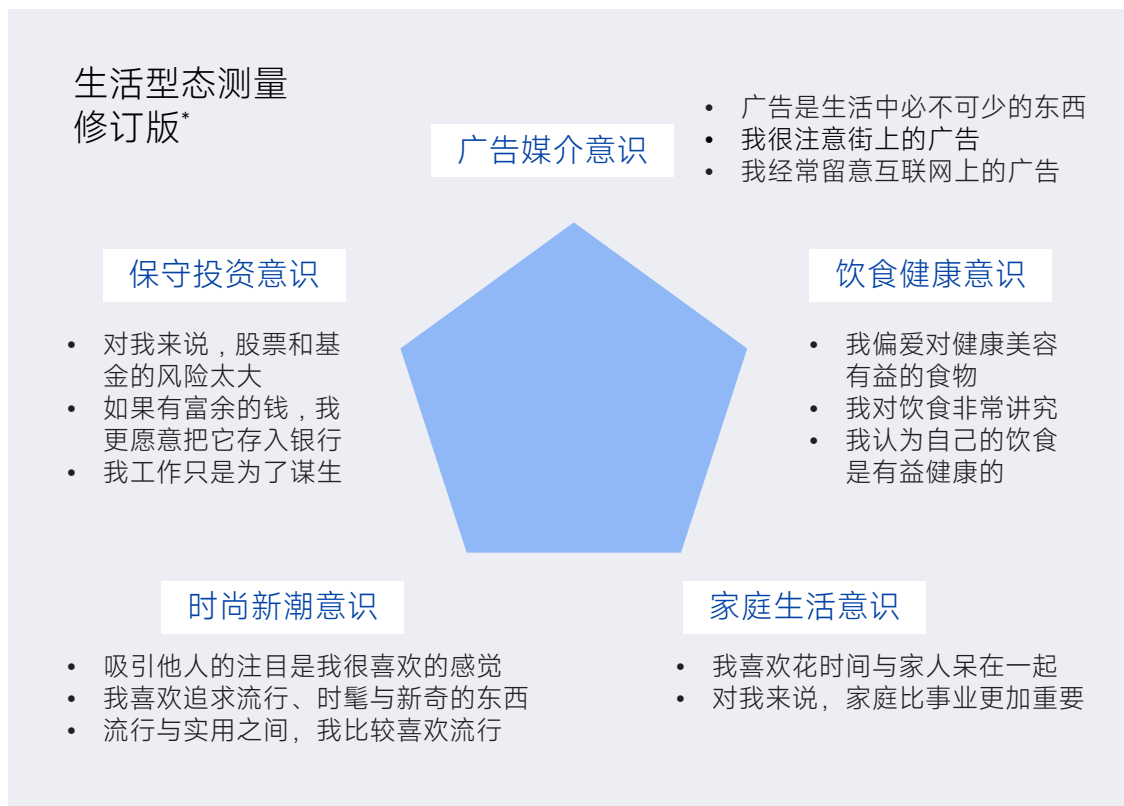 生活型态测量
修订版*
广告媒介意识
• 广告是生活中必不可少的东西
• 我很注意街上的广告
• 我经常留意互联网上的广告
保守投资意识
• 对我来说，股票和基
金的风险太大
• 如果有富余的钱，我
更愿意把它存入银行
• 我工作只是为了谋生
饮食健康意识
• 我偏爱对健康美容
有益的食物
• 我对饮食非常讲究
• 我认为自己的饮食
是有益健康的
时尚新潮意识
• 吸引他人的注目是我很喜欢的感觉
• 我喜欢追求流行、时髦与新奇的东西
• 流行与实用之间，我比较喜欢流行
家庭生活意识
• 我喜欢花时间与家人呆在一起
• 对我来说，家庭比事业更加重要